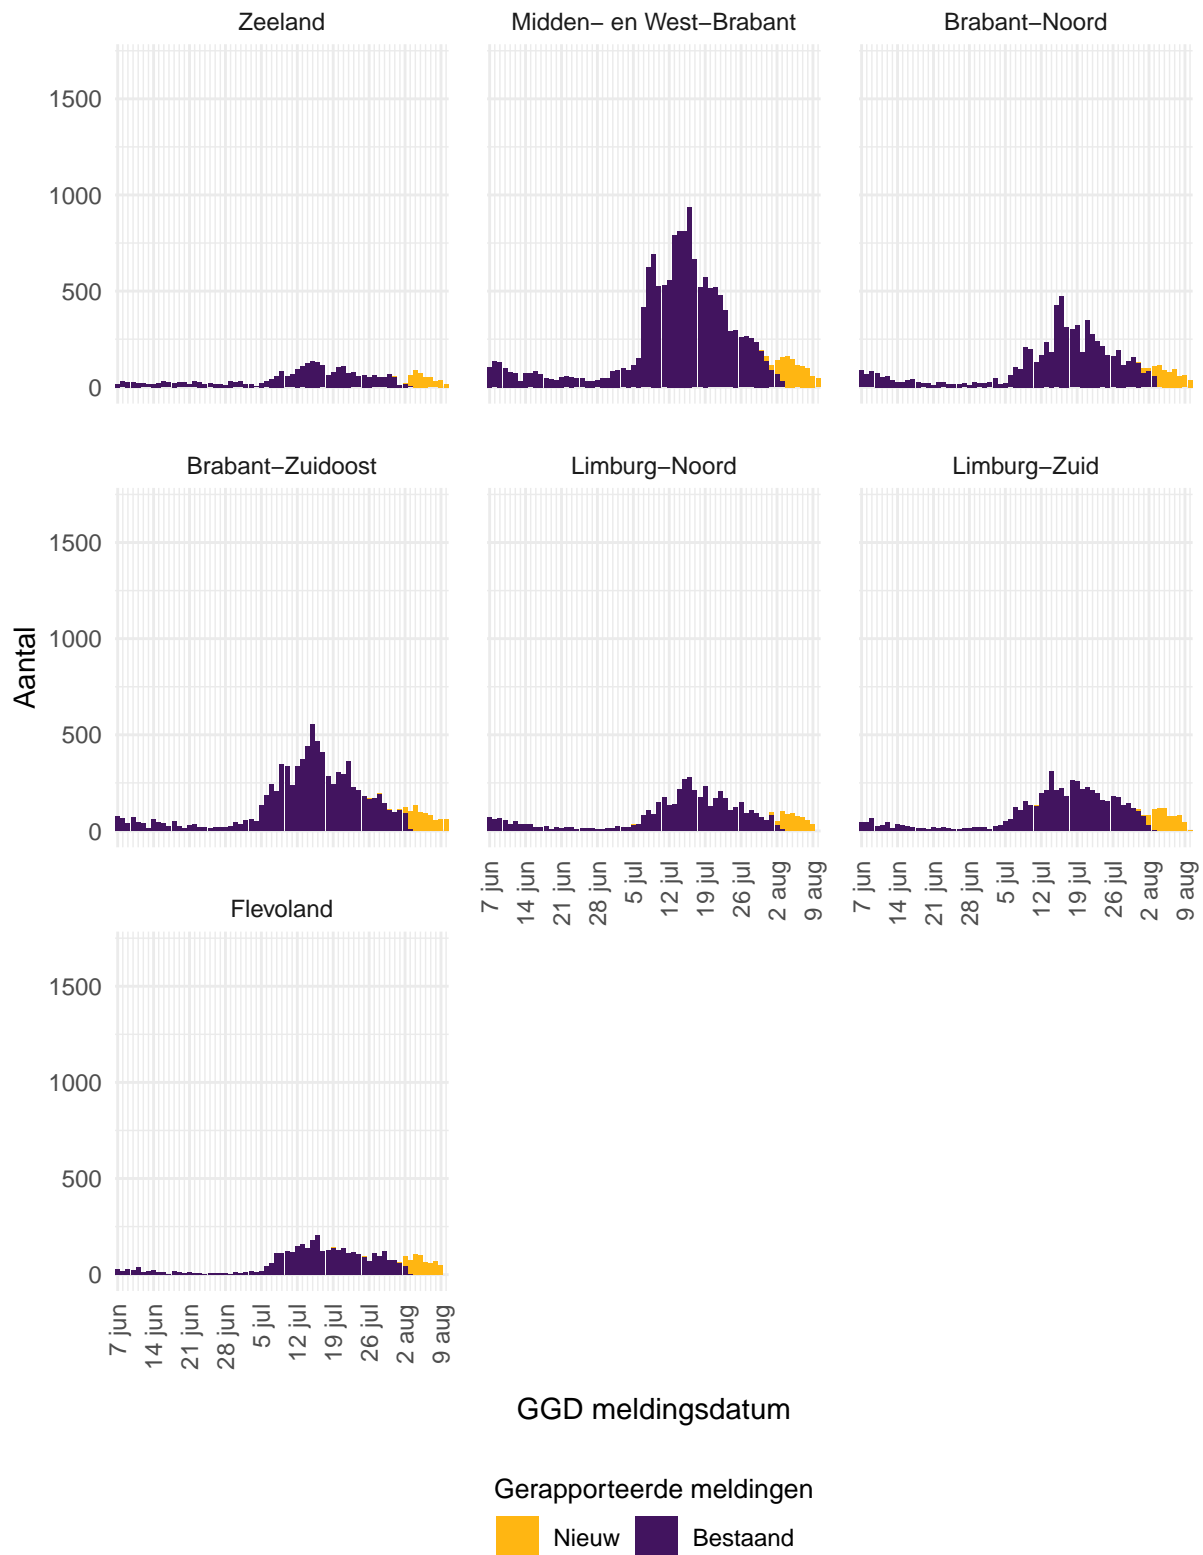 Zeeland
Midden− en West−Brabant
Brabant−Noord
1500
1000
500
0
Brabant−Zuidoost
Limburg−Noord
Limburg−Zuid
1500
1000
500
0
7 jun
14 jun
21 jun
28 jun
5 jul
12 jul
19 jul
26 jul
2 aug
9 aug
7 jun
14 jun
21 jun
28 jun
5 jul
12 jul
19 jul
26 jul
2 aug
9 aug
Flevoland
1500
1000
500
0
7 jun
14 jun
21 jun
28 jun
5 jul
12 jul
19 jul
26 jul
2 aug
9 aug
Aantal
GGD meldingsdatum
Gerapporteerde meldingen
Nieuw
Bestaand